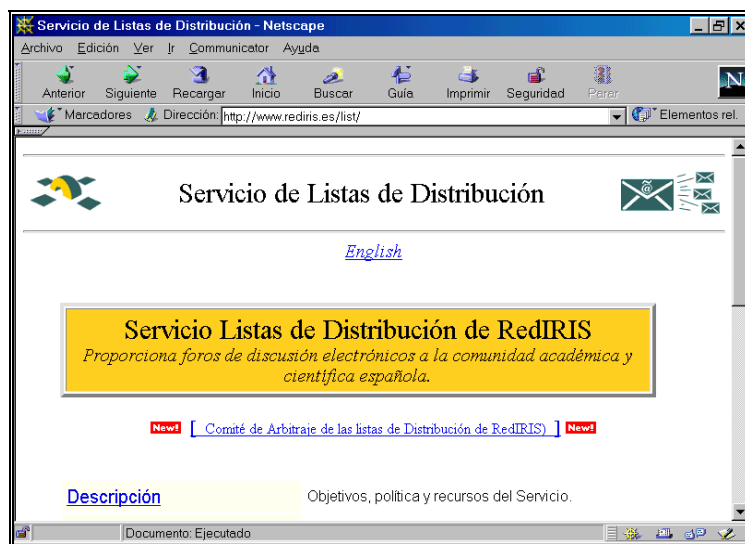 Servicio de Listas de Distribución - Netscape
Archivo Edición Ver Ir Communicator Ayuda
Anterior Siguiente Recargar Inicio Buscar Guía Imprimir Seguridad Parar
N
Marcadores Dirección: http://www.rediris.es/list/ Elementos rel.
Servicio de Listas de Distribución
@
English
Servicio Listas de Distribución de RedIRIS
Proporciona foros de discusión electrónicos a la comunidad académica y
científica española.
New! [ Comité de Arbitraje de las listas de Distribución de RedIRIS) ] New!
Descripción Objetivos, política y recursos del Servicio.
Documento: Ejecutado